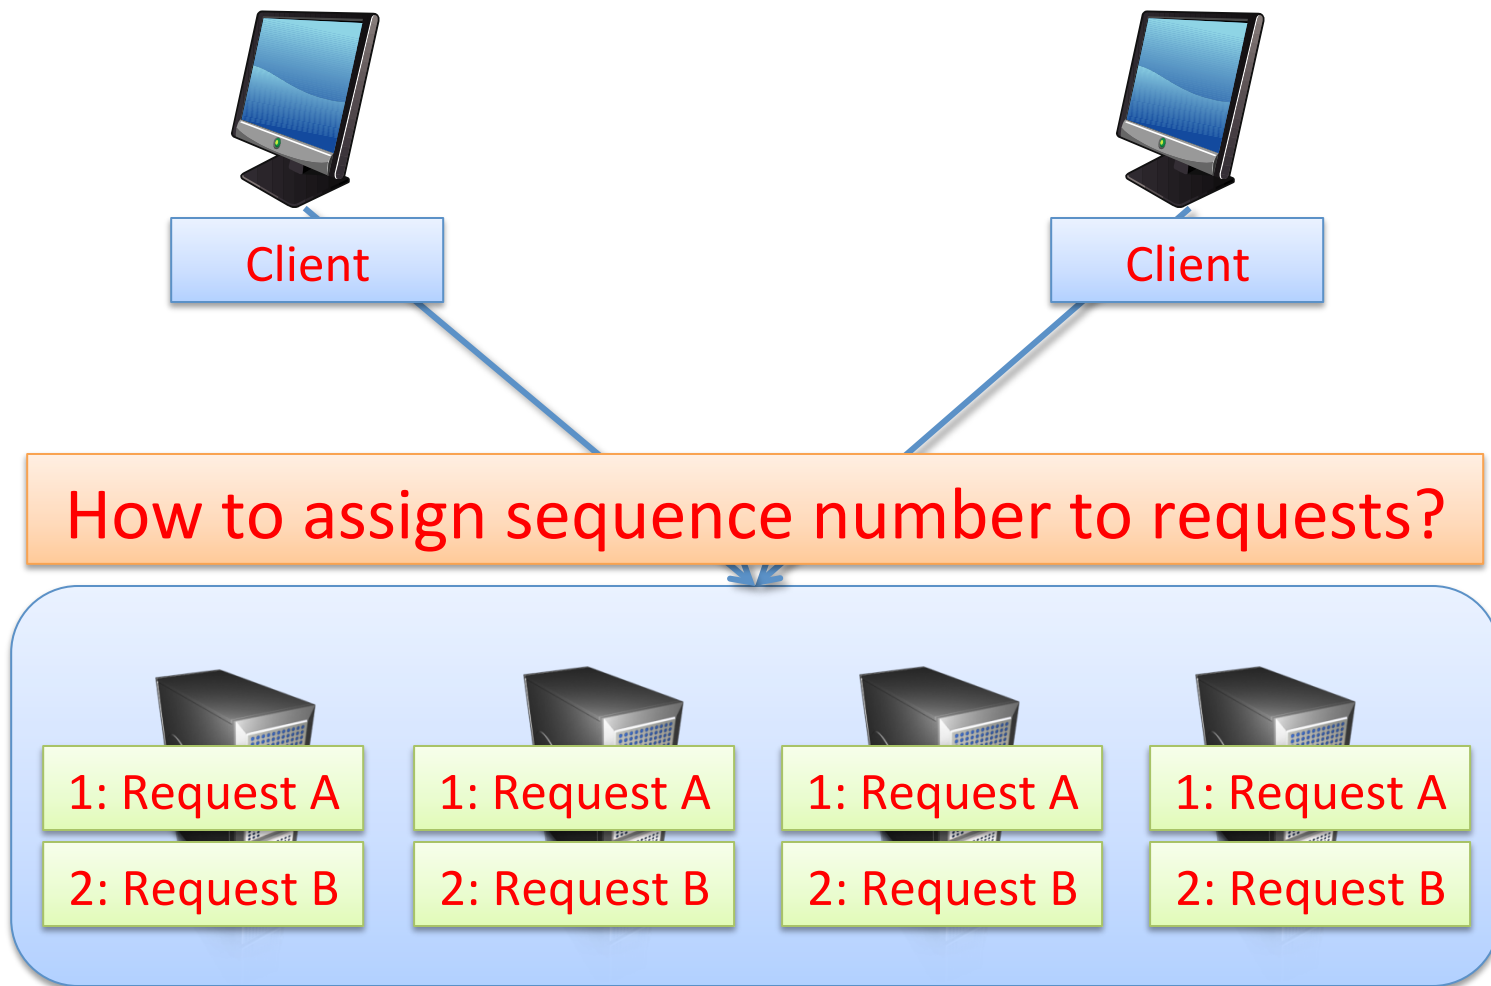 Client
Client
How to assign sequence number to requests?
1: Request A
1: Request A
1: Request A
1: Request A
2: Request B
2: Request B
2: Request B
2: Request B